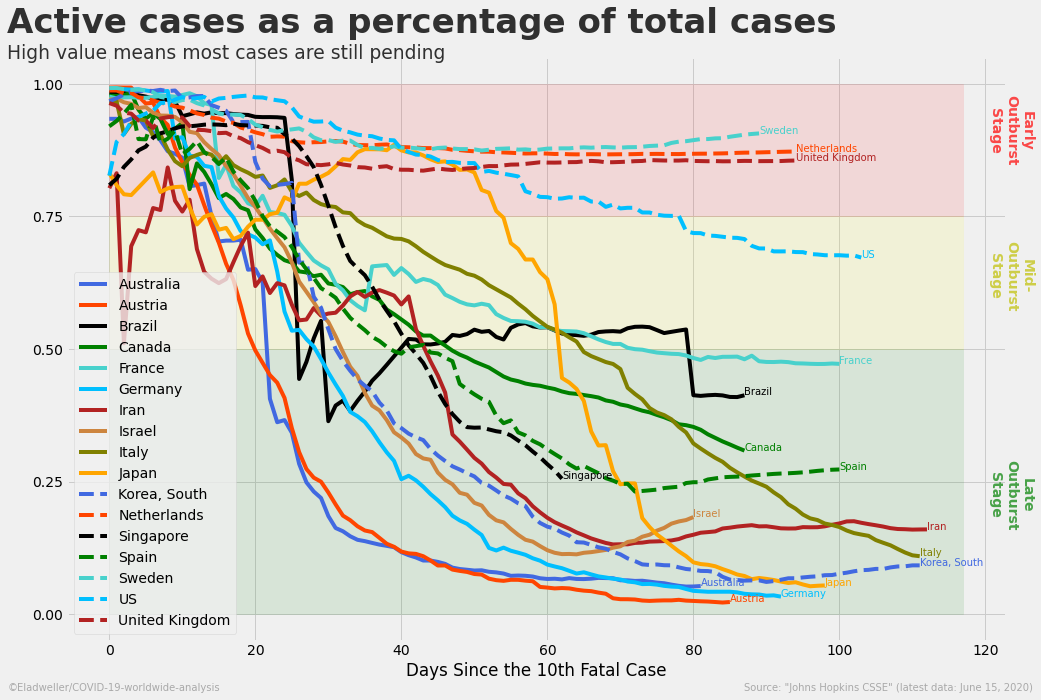 Active cases as a percentage of total cases
High value means most cases are still pending
1.00
0.75
0.50
0.25
0.00
0
20
40
60
80
100
120
Days Since the 10th Fatal Case
Early
Outburst
Stage
Mid-
Outburst
Stage
Late
Outburst
Stage
Australia
Austria
Brazil
Canada
France
Germany
Iran
Israel
Italy
Japan
Korea, South
Netherlands
Singapore
Spain
Sweden
US
United Kingdom
Sweden
Netherlands
United Kingdom
US
France
Brazil
Canada
Spain
Singapore
Israel
Iran
Italy
Korea, South
Australia
Japan
Germany
Austria
©Eladweller/COVID-19-worldwide-analysis
Source: "Johns Hopkins CSSE" (latest data: June 15, 2020)